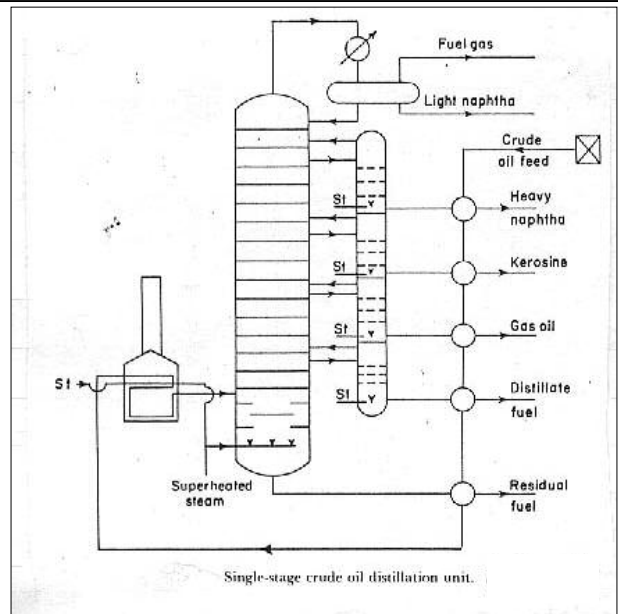 Fuel gas
Light naphtha
Crude
oil feed
St
Heavy
naphtha
St
Kerosine
St
Gas oil
St
St
Distillate
fuel
Superheated
steam
Residual
fuel
Single-stage crude oil distillation unit.